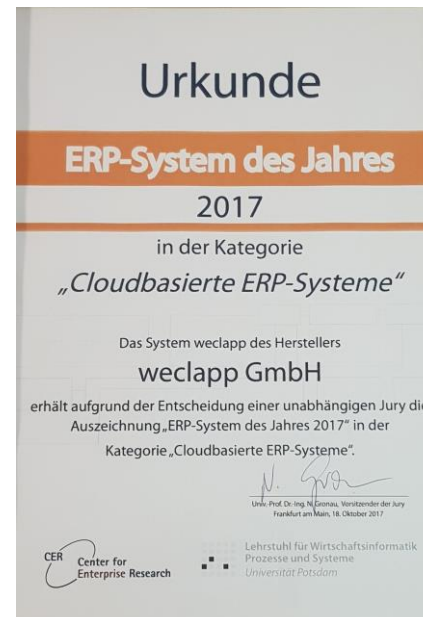 Urkunde
ERP-System des Jahres
2017
in der Kategorie
„Cloudbasierte ERP-Systeme“
Das System weclapp des Herstellers
weclapp GmbH
erhält aufgrund der Entscheidung einer unabhängigen Jury die
Auszeichnung „ERP-System des Jahres 2017“ in der
Kategorie „Cloudbasierte ERP-Systeme“.
N. Gronau
Univ.-Prof. Dr.-Ing. N. Gronau, Vorsitzender der Jury
Frankfurt am Main, 18. Oktober 2017
CER Center for
Enterprise Research
Lehrstuhl für Wirtschaftsinformatik
Prozesse und Systeme
Universität Potsdam